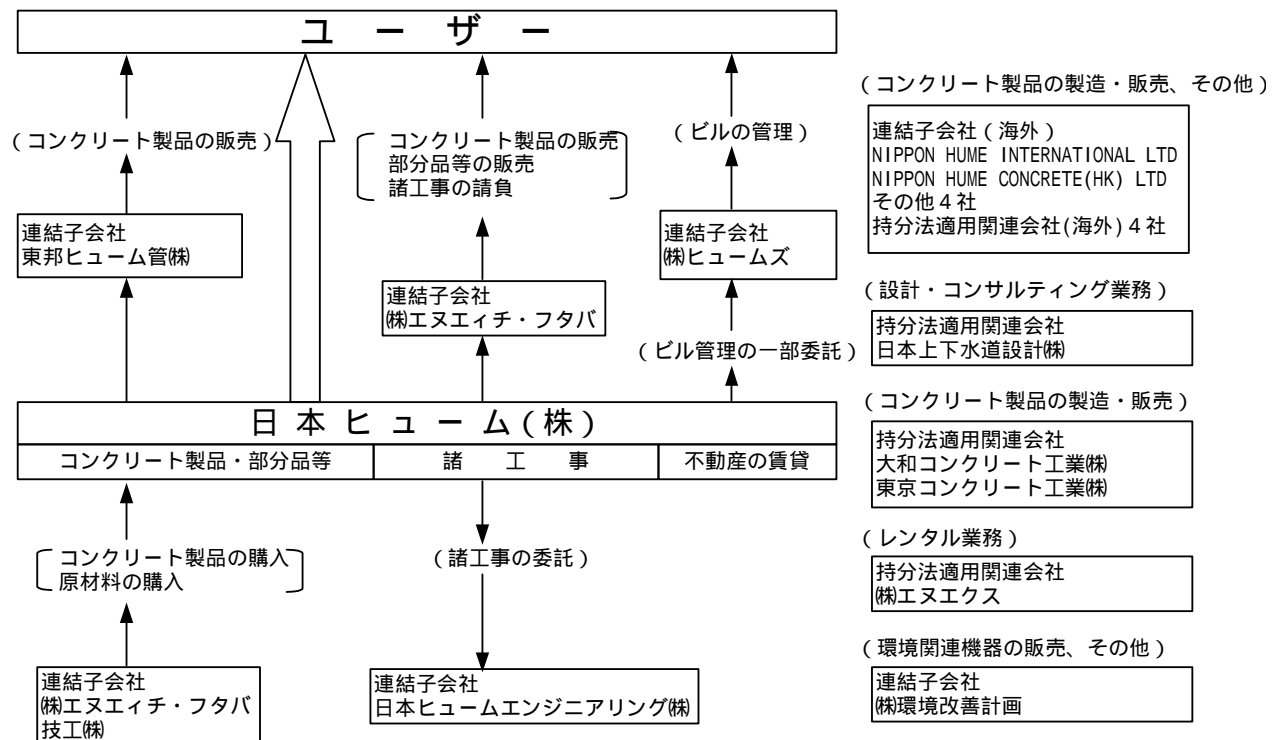 ユーザー
(コンクリート製品の販売)
コンクリート製品の販売
部分品等の販売
諸工事の請負
(ビルの管理)
連結子会社
東邦ヒューム管㈱
連結子会社
㈱エヌエィチ・フタバ
連結子会社
㈱ヒュームズ
(ビル管理の一部委託)
日本ヒューム(株)
コンクリート製品・部分品等
諸工事
不動産の賃貸
コンクリート製品の購入
原材料の購入
(諸工事の委託)
連結子会社
㈱エヌエィチ・フタバ
技工㈱
連結子会社
日本ヒュームエンジニアリング㈱
(コンクリート製品の製造・販売、その他)
連結子会社(海外)
NIPPON HUME INTERNATIONAL LTD
NIPPON HUME CONCRETE(HK) LTD
その他4社
持分法適用関連会社(海外)4社
(設計・コンサルティング業務)
持分法適用関連会社
日本上下水道設計㈱
(コンクリート製品の製造・販売)
持分法適用関連会社
大和コンクリート工業㈱
東京コンクリート工業㈱
(レンタル業務)
持分法適用関連会社
㈱エヌエクス
(環境関連機器の販売、その他)
連結子会社
㈱環境改善計画